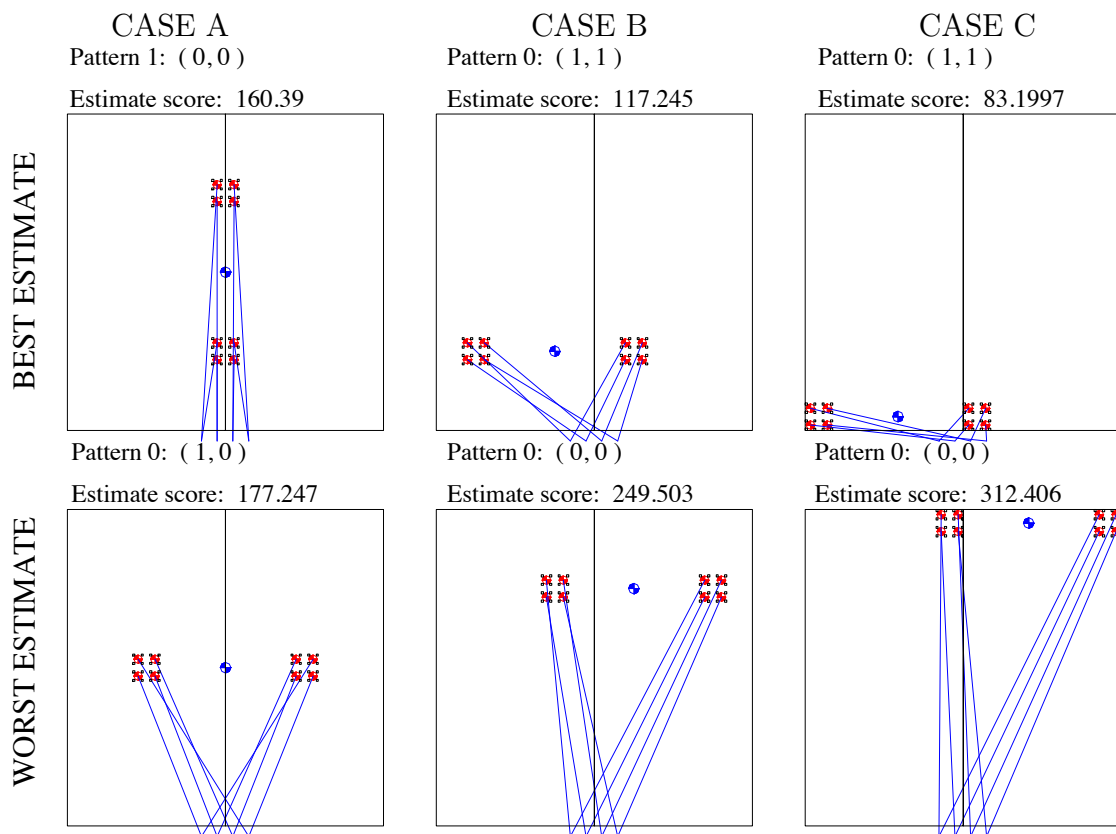 CASE A CASE B CASE C
Pattern 1: ( 0, 0 ) Pattern 0: ( 1, 1 ) Pattern 0: ( 1, 1 )
Estimate score: 160.39 Estimate score: 117.245 Estimate score: 83.1997
BEST ESTIMATE
Pattern 0: ( 1, 0 ) Pattern 0: ( 0, 0 ) Pattern 0: ( 0, 0 )
Estimate score: 177.247 Estimate score: 249.503 Estimate score: 312.406
WORST ESTIMATE